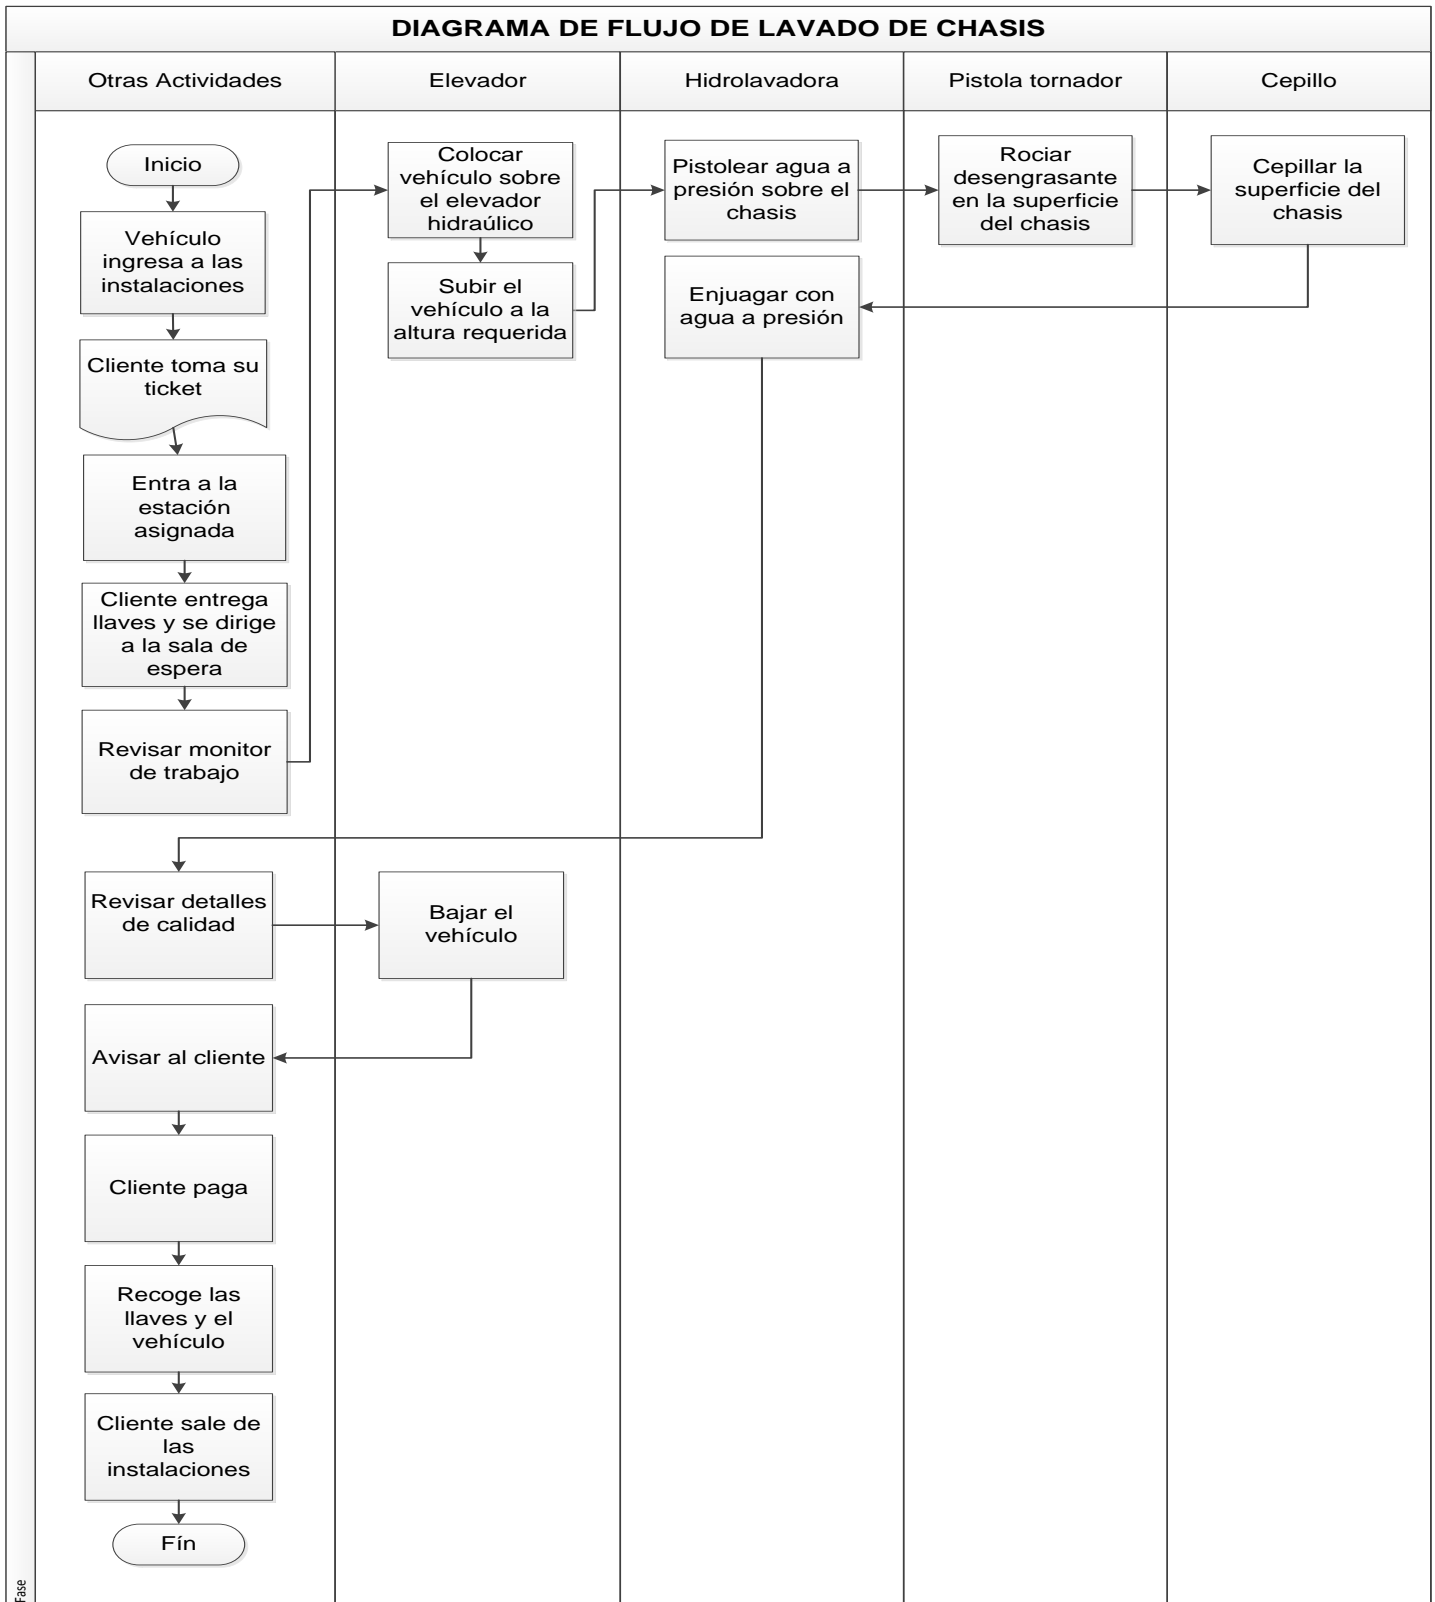 DIAGRAMA DE FLUJO DE LAVADO DE CHASIS
Otras Actividades
Elevador
Hidrolavadora
Pistola tornador
Cepillo
Inicio
Vehículo
ingresa a las
instalaciones
Cliente toma su
ticket
Entra a la
estación
asignada
Cliente entrega
llaves y se dirige
a la sala de
espera
Revisar monitor
de trabajo
Colocar
vehículo sobre
el elevador
hidraúlico
Subir el
vehículo a la
altura requerida
Pistolear agua a
presión sobre el
chasis
Rociar
desengrasante
en la superficie
del chasis
Cepillar la
superficie del
chasis
Enjuagar con
agua a presión
Revisar detalles
de calidad
Bajar el
vehículo
Avisar al cliente
Cliente paga
Recoge las
llaves y el
vehículo
Cliente sale de
las
instalaciones
Fín
Fase